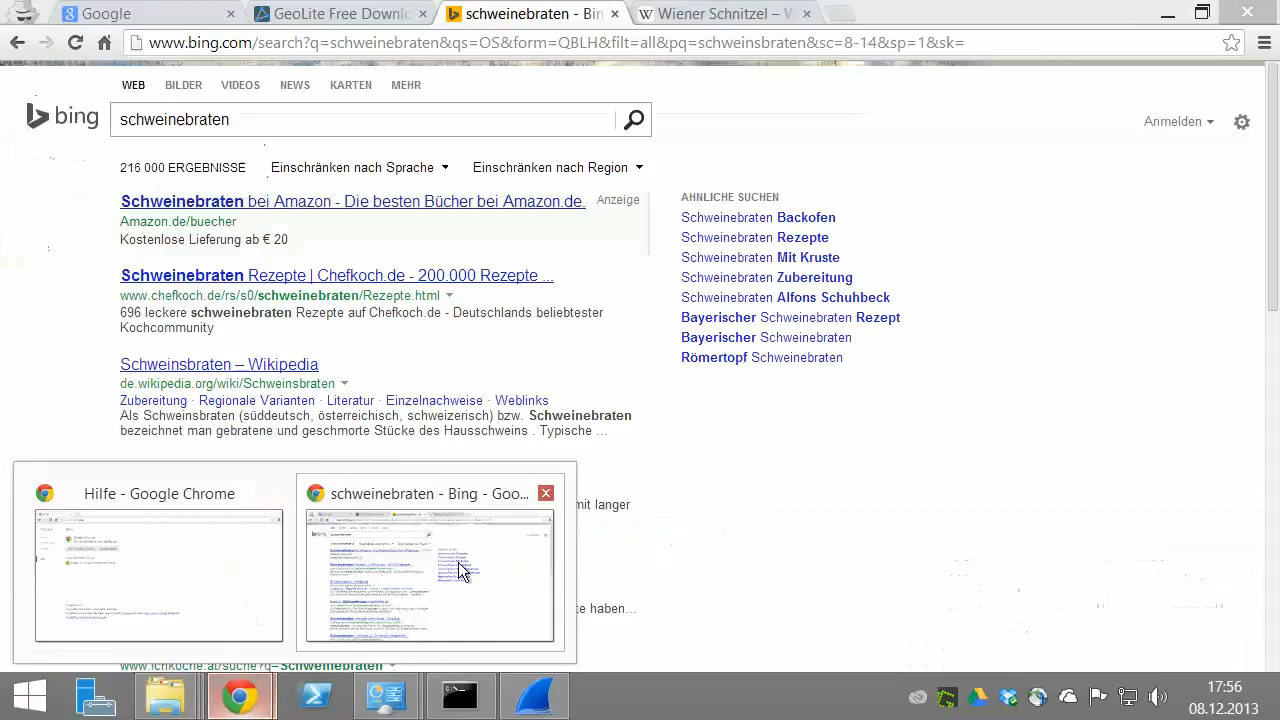 Google
GeoLite Free Downlo
schweinebraten - Bin
Wiener Schnitzel – W
www.bing.com/search?q=schweinebraten&qs=OS&form=QBLH&filt=all&pq=schweinsbraten&sc=8-14&sp=1&sk=
WEB BILDER VIDEOS NEWS KARTEN MEHR
bing
schweinebraten
Anmelden
216 000 ERGEBNISSE Einschränken nach Sprache Einschränken nach Region
Schweinebraten bei Amazon - Die besten Bücher bei Amazon.de.
Anzeige
Amazon.de/buecher
Kostenlose Lieferung ab € 20
Schweinebraten Rezepte | Chefkoch.de - 200.000 Rezepte ...
www.chefkoch.de/rs/s0/schweinebraten/Rezepte.html
696 leckere schweinebraten Rezepte auf Chefkoch.de - Deutschlands beliebtester
Kochcommunity
Schweinsbraten – Wikipedia
de.wikipedia.org/wiki/Schweinsbraten
Zubereitung · Regionale Varianten · Literatur · Einzelnachweise · Weblinks
Als Schweinsbraten (süddeutsch, österreichisch, schweizerisch) bzw. Schweinebraten
bezeichnet man gebratene und geschmorte Stücke des Hausschweins . Typische ...
ÄHNLICHE SUCHEN
Schweinebraten Backofen
Schweinebraten Rezepte
Schweinebraten Mit Kruste
Schweinebraten Zubereitung
Schweinebraten Alfons Schuhbeck
Bayerischer Schweinebraten Rezept
Bayerischer Schweinebraten
Römertopf Schweinebraten
mit langer
Hilfe - Google Chrome
schweinebraten - Bing - Goo...
haben...
www.ichkoche.at/suche?q=Schweinebraten
17:56
08.12.2013